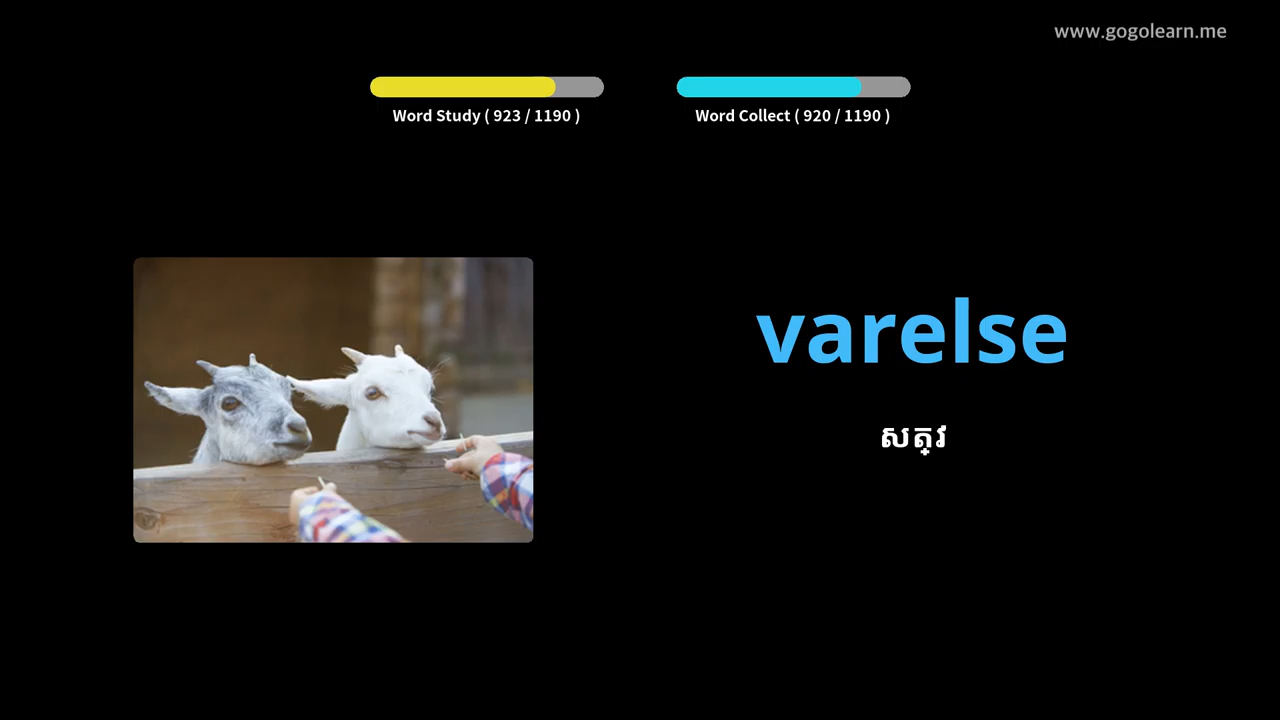 www.gogolearn.me
Word Study ( 923 / 1190 )
Word Collect ( 920 / 1190 )
varelse
សត្វ